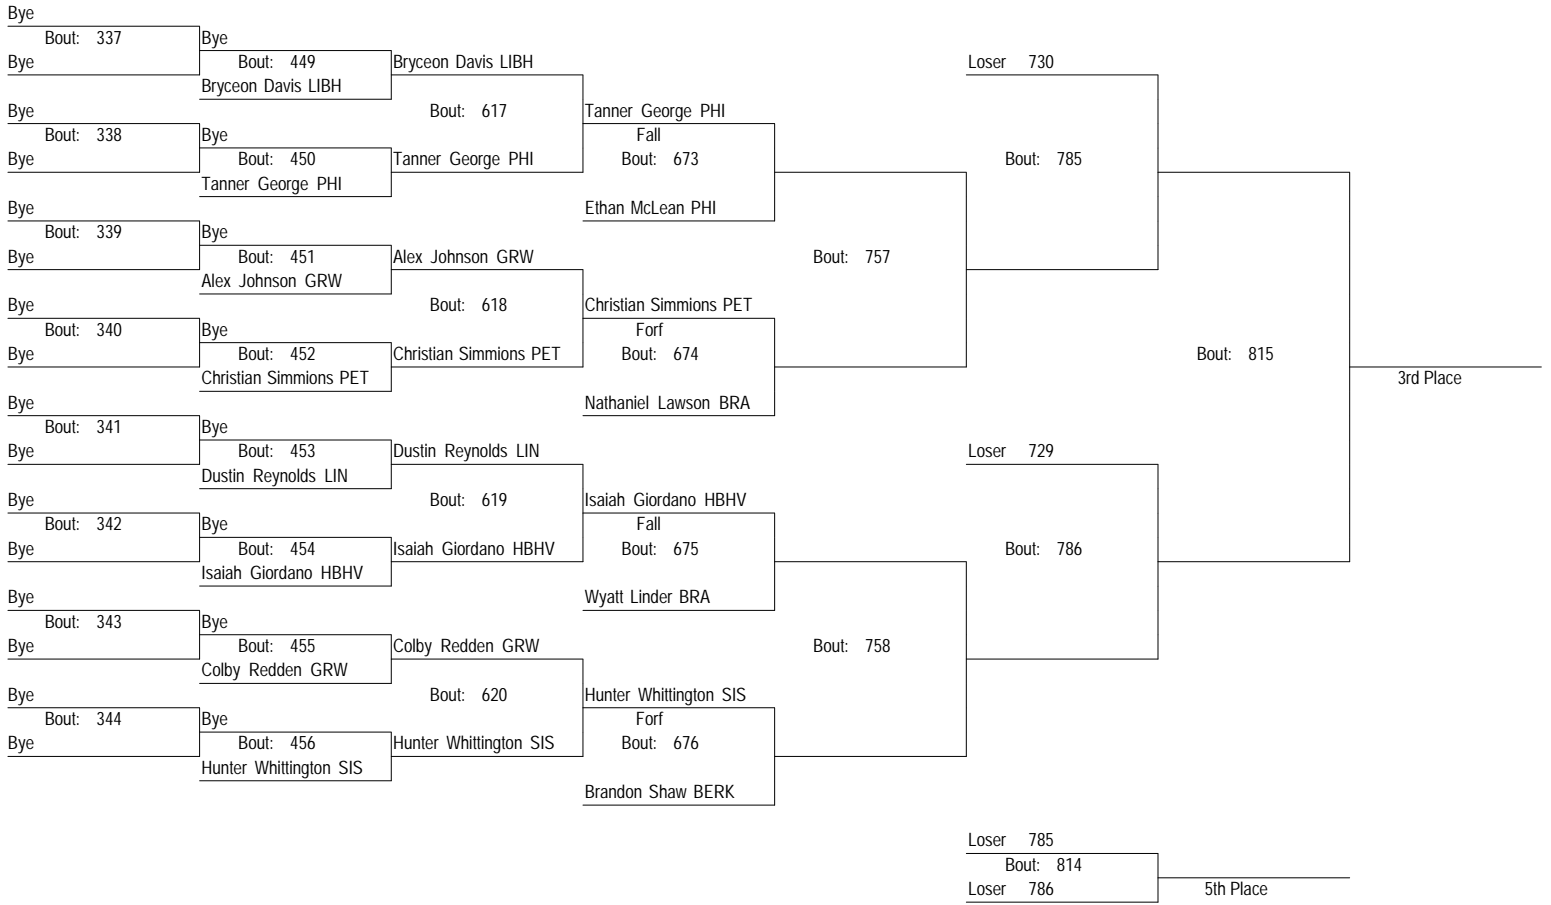 Bye
Bout: 337
Bye
Bye
Bout: 449
Bryceon Davis LIBH
Bryceon Davis LIBH
Bout: 617
Bye
Bout: 338
Bye
Bye
Bout: 450
Tanner George PHI
Tanner George PHI
Tanner George PHI
Fall
Bout: 673
Ethan McLean PHI
Bye
Bout: 339
Bye
Bye
Bout: 451
Alex Johnson GRW
Alex Johnson GRW
Bout: 618
Bye
Bout: 340
Bye
Bye
Bout: 452
Christian Simmions PET
Christian Simmions PET
Christian Simmions PET
Forf
Bout: 674
Nathaniel Lawson BRA
Bout: 757
Loser 730
Bout: 785
Bye
Bout: 341
Bye
Bye
Bout: 453
Dustin Reynolds LIN
Dustin Reynolds LIN
Bout: 619
Bye
Bout: 342
Bye
Bye
Bout: 454
Isaiah Giordano HBHV
Isaiah Giordano HBHV
Isaiah Giordano HBHV
Fall
Bout: 675
Wyatt Linder BRA
Bye
Bout: 343
Bye
Bye
Bout: 455
Colby Redden GRW
Colby Redden GRW
Bout: 620
Bye
Bout: 344
Bye
Bye
Bout: 456
Hunter Whittington SIS
Hunter Whittington SIS
Hunter Whittington SIS
Forf
Bout: 676
Brandon Shaw BERK
Bout: 758
Loser 729
Bout: 786
Bout: 815
3rd Place
Loser 785
Bout: 814
Loser 786
5th Place